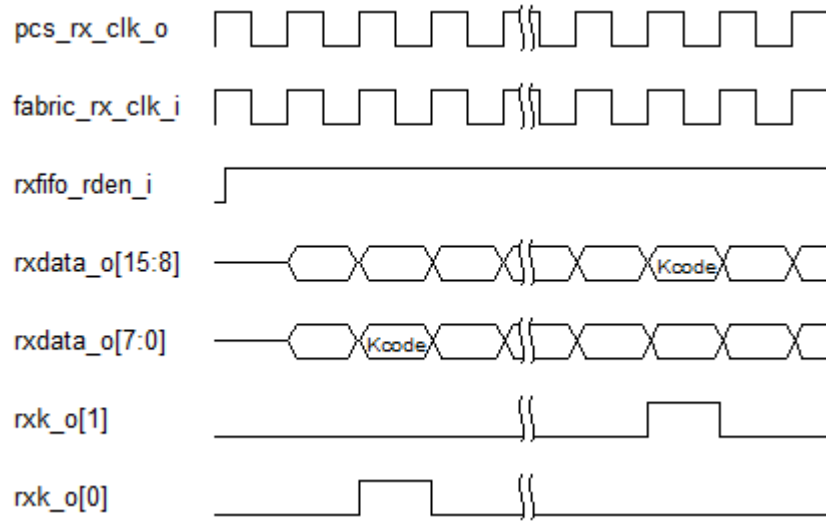 pcs_rx_clk_o
fabric_rx_clk_i
rxfifo_rden_i
rxdata_o[15:8] Kcode
rxdata_o[7:0] Kcode
rxk_o[1]
rxk_o[0]